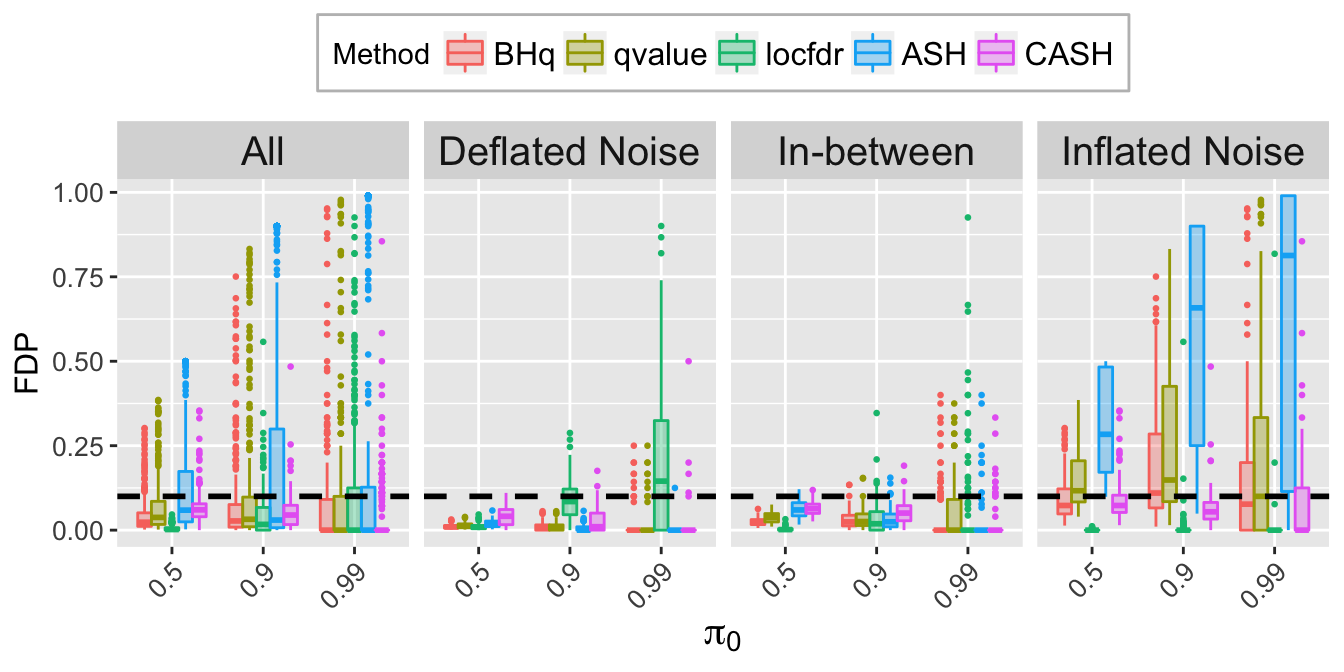 Method BHq qvalue locfdr ASH CASH
All Deflated Noise In-between Inflated Noise
1.00
0.75
0.50
0.25
0.00
FDP
0.5 0.9 0.99 0.5 0.9 0.99 0.5 0.9 0.99 0.5 0.9 0.99
π0